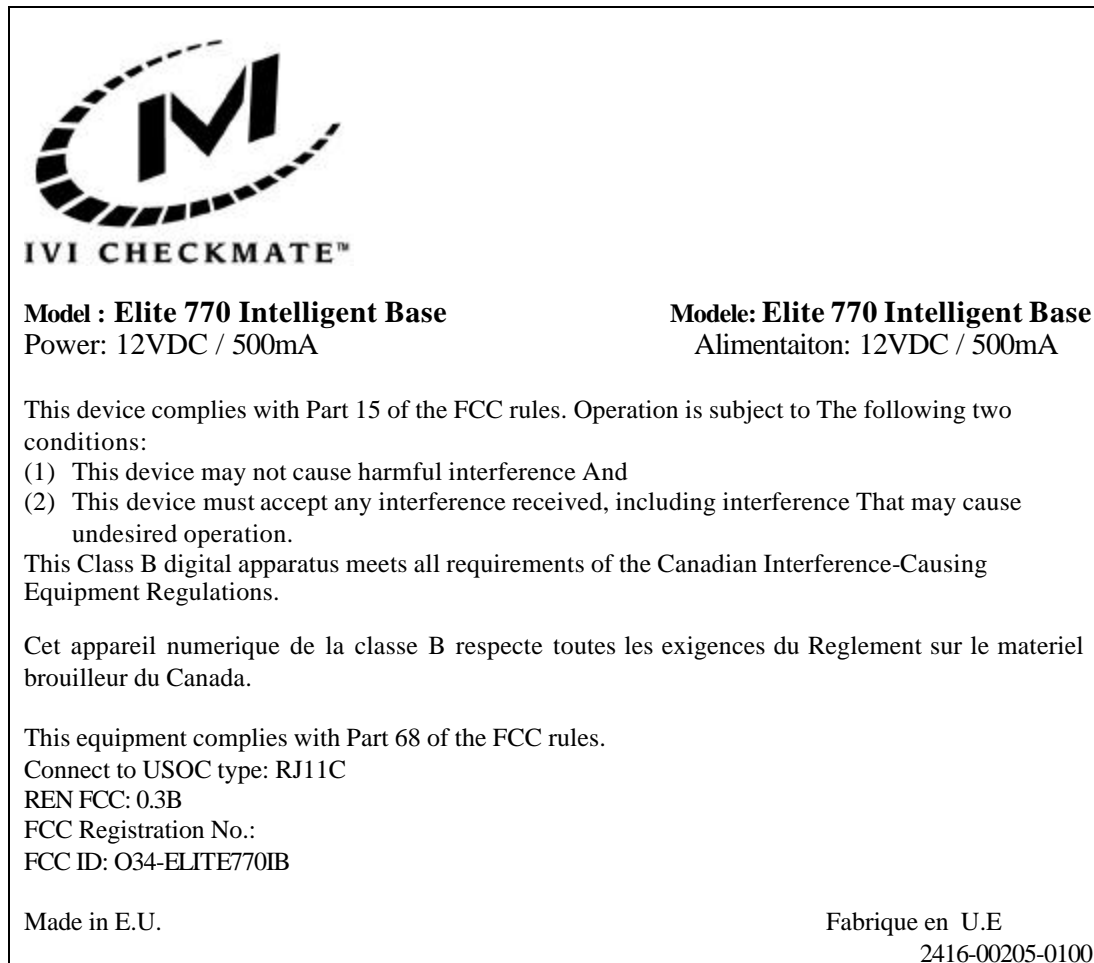 IVI
IVI CHECKMATE™
Model : Elite 770 Intelligent Base Modele: Elite 770 Intelligent Base
Power: 12VDC / 500mA Alimentaiton: 12VDC / 500mA
This device complies with Part 15 of the FCC rules. Operation is subject to The following two
conditions:
(1) This device may not cause harmful interference And
(2) This device must accept any interference received, including interference That may cause
undesired operation.
This Class B digital apparatus meets all requirements of the Canadian Interference-Causing
Equipment Regulations.
Cet appareil numerique de la classe B respecte toutes les exigences du Reglement sur le materiel
brouilleur du Canada.
This equipment complies with Part 68 of the FCC rules.
Connect to USOC type: RJ11C
REN FCC: 0.3B
FCC Registration No.:
FCC ID: O34-ELITE770IB
Made in E.U. Fabrique en U.E
2416-00205-0100